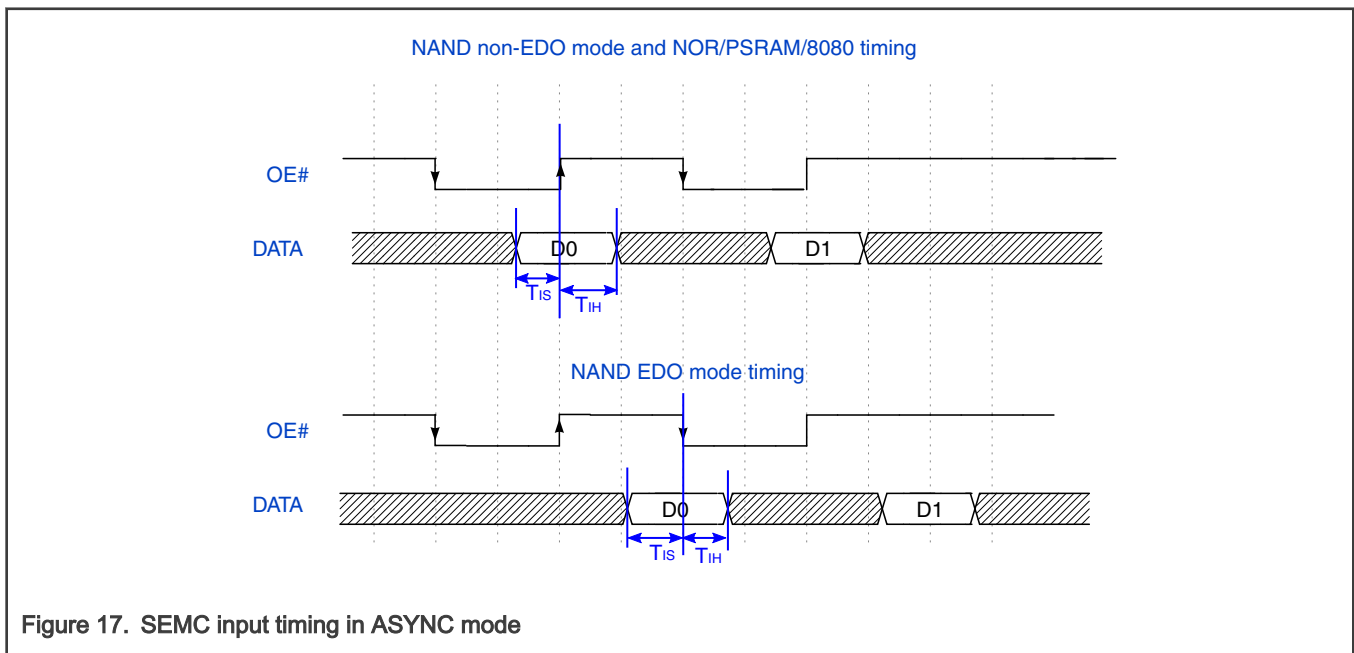 NAND non-EDO mode and NOR/PSRAM/8080 timing
OE#
DATA
D0
D1
TIS
TIH
NAND EDO mode timing
OE#
DATA
D0
D1
TIS
TIH
Figure 17. SEMC input timing in ASYNC mode